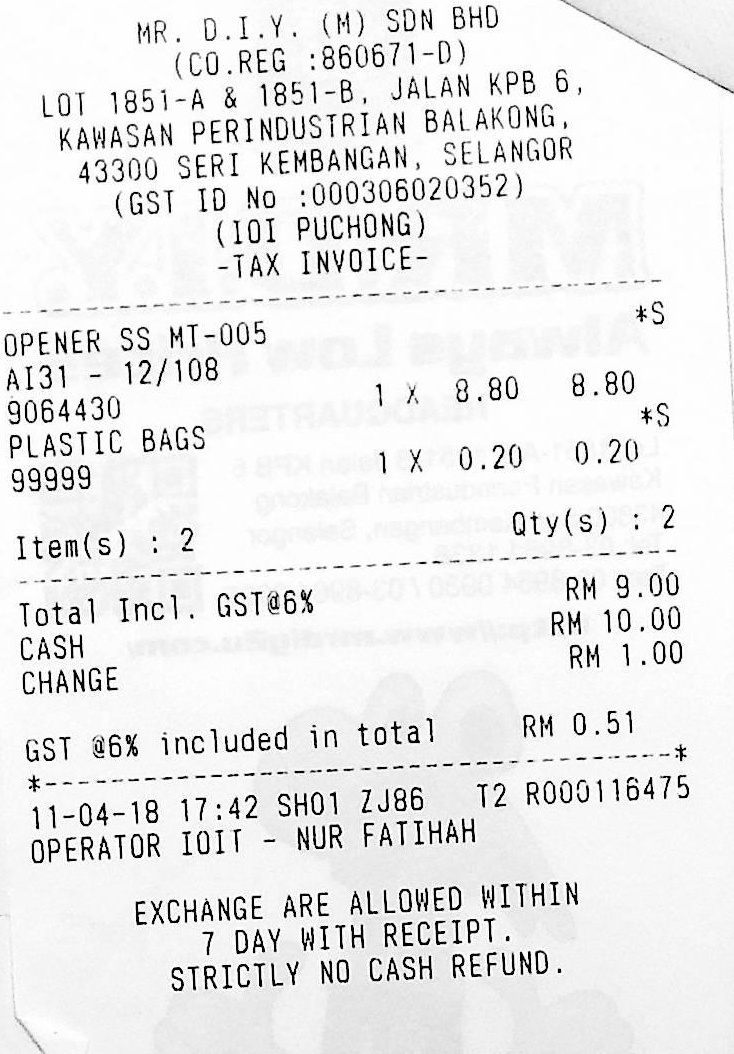 MR. D.I.Y. (M) SDN BHD
(CO.REG :860671-D)
LOT 1851-A & 1851-B, JALAN KPB 6,
KAWASAN PERINDUSTRIAN BALAKONG,
43300 SERI KEMBANGAN, SELANGOR
(GST ID No :000306020352)
(IOI PUCHONG)
-TAX INVOICE-
OPENER SS MT-005 *S
AI31 - 12/108
9064430 1 X 8.80 8.80
PLASTIC BAGS *S
99999 1 X 0.20 0.20
Item(s) : 2 Qty(s) : 2
Total Incl. GST@6% RM 9.00
CASH RM 10.00
CHANGE RM 1.00
GST @6% included in total RM 0.51
*--------------------------------------*
11-04-18 17:42 SH01 ZJ86 T2 R000116475
OPERATOR IOIT - NUR FATIHAH
EXCHANGE ARE ALLOWED WITHIN
7 DAY WITH RECEIPT.
STRICTLY NO CASH REFUND.